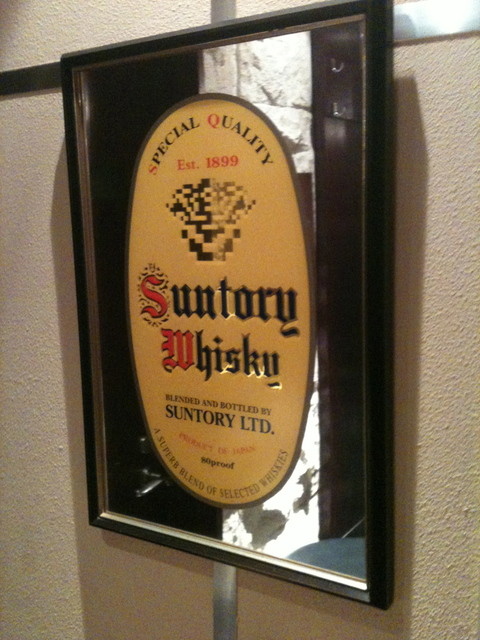 SPECIAL QUALITY
Est. 1899
Suntory
Whisky
BLENDED AND BOTTLED BY
SUNTORY LTD.
PRODUCT OF JAPAN
80proof
A SUPERB BLEND OF SELECTED WHISKIES